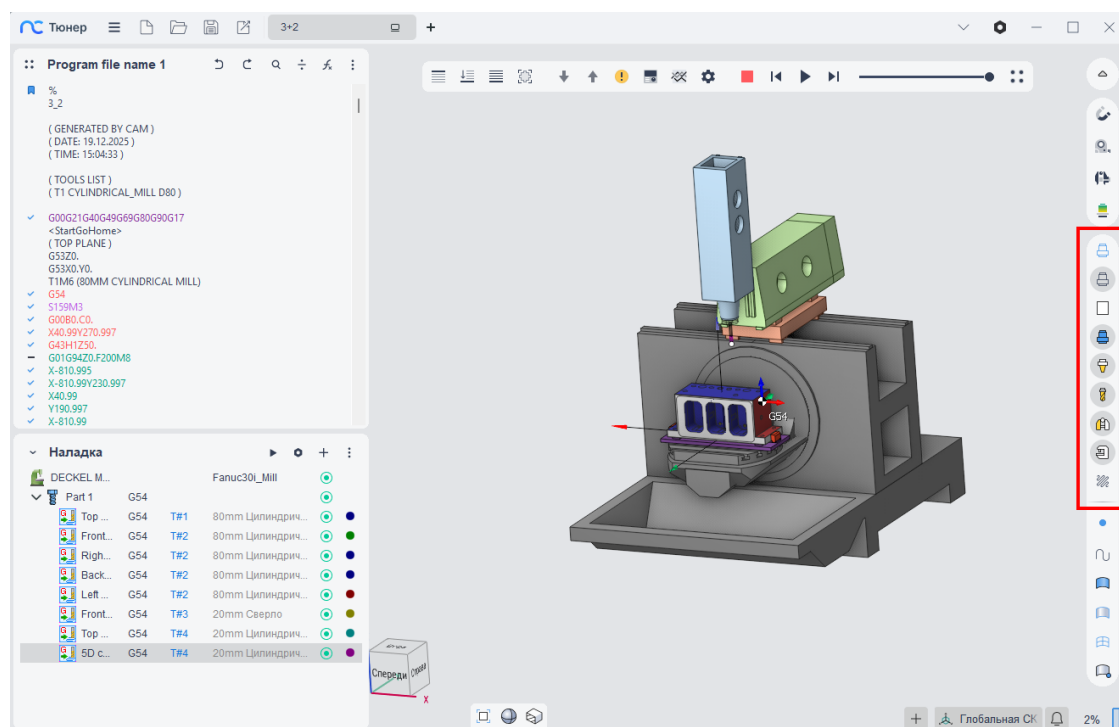 Тюнер
3+2
Program file name 1
%
3_2
( GENERATED BY CAM )
( DATE: 19.12.2025 )
( TIME: 15:04:33 )
( TOOLS LIST )
( T1 CYLINDRICAL_MILL D80 )
G00G21G40G49G69G80G90G17
<StartGoHome>
( TOP PLANE )
G53Z0.
G53X0.Y0.
T1M6 (80MM CYLINDRICAL MILL)
G54
S159M3
G00B0.C0.
X40.99Y270.997
G43H1Z50.
G01G94Z0.F200M8
X-810.995
X-810.99Y230.997
X40.99
Y190.997
X-810.99
G54
Наладка
DECKEL M... Fanuc30i_Mill
Part 1 G54
Top ... G54 T#1 80mm Цилиндрич...
Front... G54 T#2 80mm Цилиндрич...
Righ... G54 T#2 80mm Цилиндрич...
Back... G54 T#2 80mm Цилиндрич...
Left ... G54 T#2 80mm Цилиндрич...
Front... G54 T#3 20mm Сверло
Top ... G54 T#4 20mm Цилиндрич...
5D c... G54 T#4 20mm Цилиндрич...
Спереди Справа
X
Глобальная СК 2%